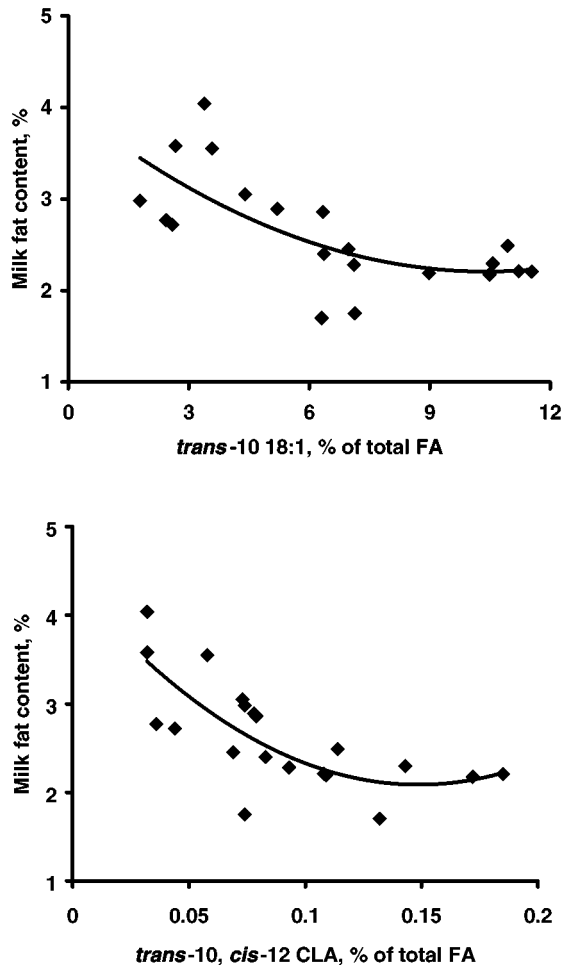 5
4
3
2
1
Milk fat content, %
0 3 6 9 12
trans-10 18:1, % of total FA
5
4
3
2
1
Milk fat content, %
0 0.05 0.1 0.15 0.2
trans-10, cis-12 CLA, % of total FA